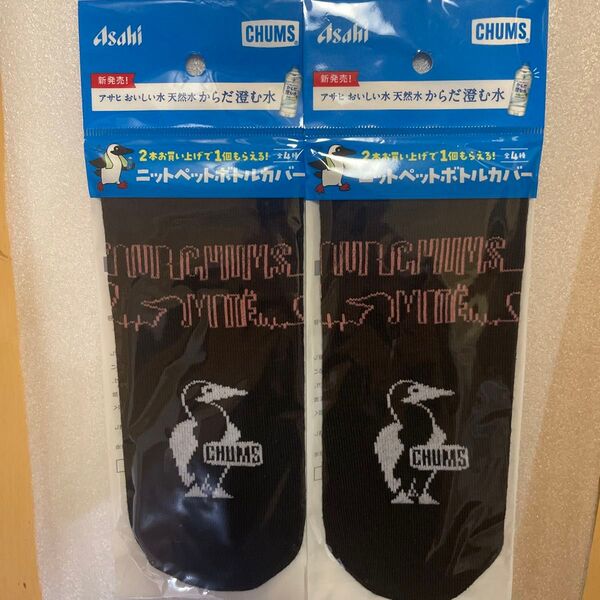 Asahi CHUMS
新発売!
アサヒ おいしい水 天然水 からだ澄む水
2本お買い上げで1個もらえる! 全4種
ニットペットボトルカバー
CHUMS
CHUMS
Asahi CHUMS
新発売!
アサヒ おいしい水 天然水 からだ澄む水
2本お買い上げで1個もらえる! 全4種
ニットペットボトルカバー
CHUMS
CHUMS